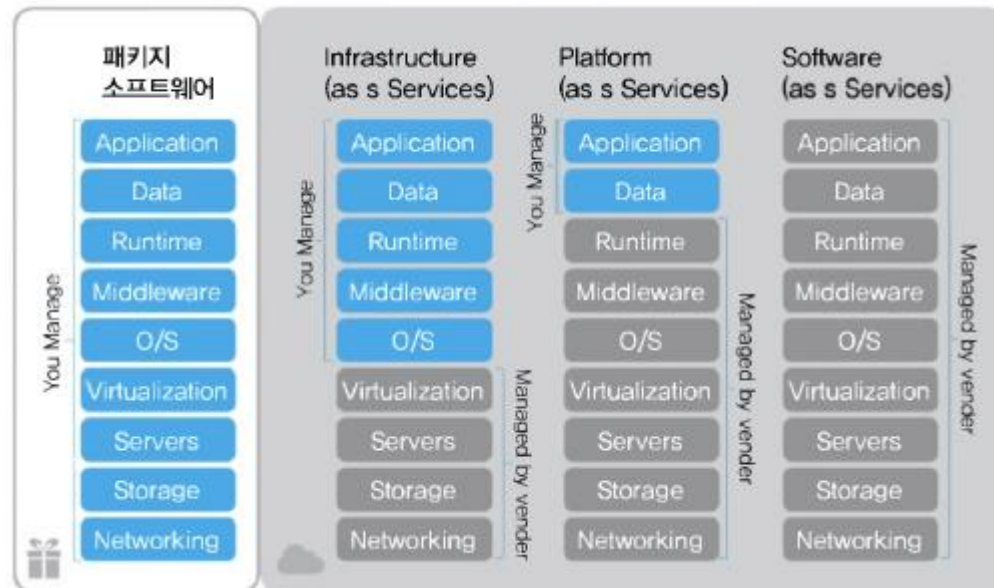 패키지
소프트웨어
Application
Data
Runtime
Middleware
O/S
Virtualization
Servers
Storage
Networking
You Manage
Infrastructure
(as s Services)
Application
Data
Runtime
Middleware
O/S
Virtualization
Servers
Storage
Networking
You Manage
Managed by vender
Platform
(as s Services)
Application
Data
Runtime
Middleware
O/S
Virtualization
Servers
Storage
Networking
You Manage
Managed by vender
Software
(as s Services)
Application
Data
Runtime
Middleware
O/S
Virtualization
Servers
Storage
Networking
Managed by vender